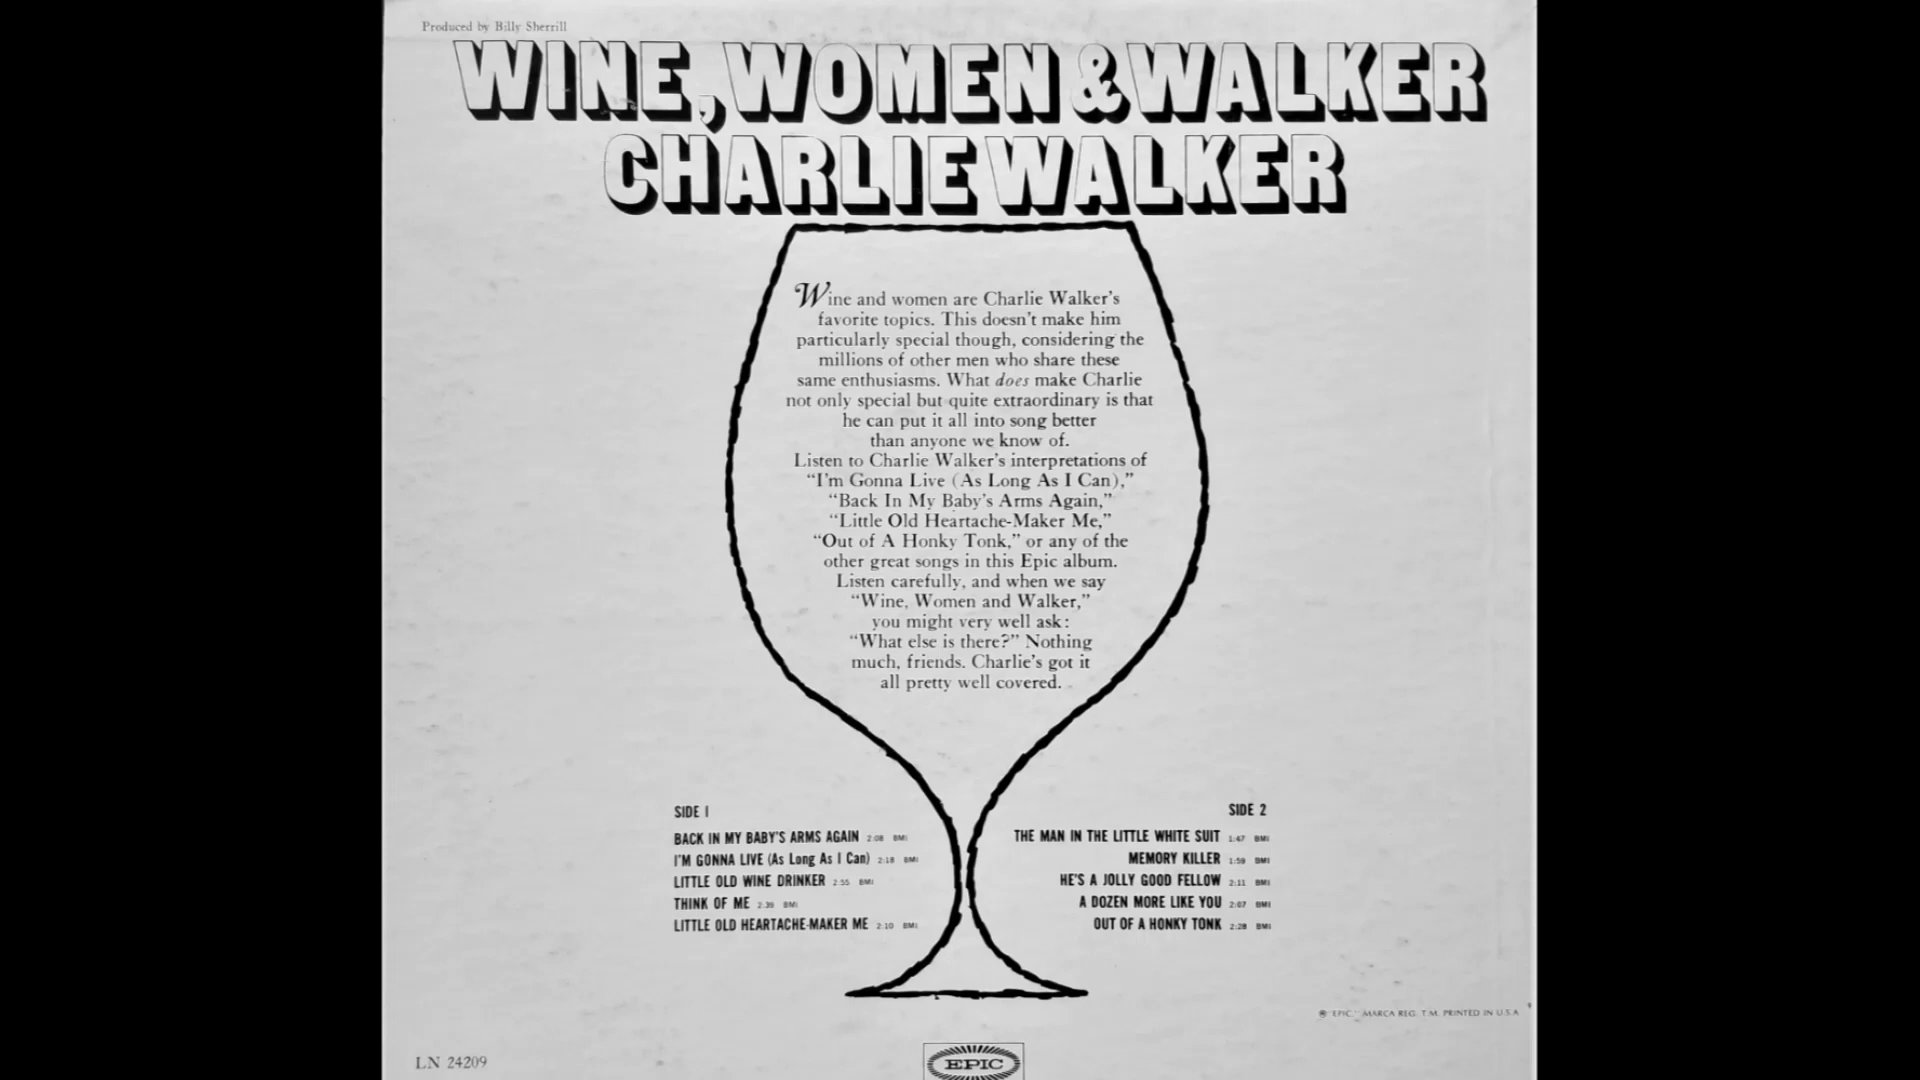 Produced by Billy Sherrill
WINE, WOMEN & WALKER
CHARLIE WALKER
Wine and women are Charlie Walker's
favorite topics. This doesn't make him
particularly special though, considering the
millions of other men who share these
same enthusiasms. What does make Charlie
not only special but quite extraordinary is that
he can put it all into song better
than anyone we know of.
Listen to Charlie Walker's interpretations of
“I'm Gonna Live (As Long As I Can),”
“Back In My Baby's Arms Again,”
“Little Old Heartache-Maker Me,”
“Out of A Honky Tonk,” or any of the
other great songs in this Epic album.
Listen carefully, and when we say
“Wine, Women and Walker,”
you might very well ask:
“What else is there?” Nothing
much, friends. Charlie's got it
all pretty well covered.
SIDE 1
BACK IN MY BABY'S ARMS AGAIN 2:08 BMI
I'M GONNA LIVE (As Long As I Can) 2:18 BMI
LITTLE OLD WINE DRINKER 2:55 BMI
THINK OF ME 2:39 BMI
LITTLE OLD HEARTACHE-MAKER ME 2:10 BMI
SIDE 2
THE MAN IN THE LITTLE WHITE SUIT 1:47 BMI
MEMORY KILLER 1:59 BMI
HE'S A JOLLY GOOD FELLOW 2:11 BMI
A DOZEN MORE LIKE YOU 2:07 BMI
OUT OF A HONKY TONK 2:28 BMI
® "EPIC," MARCA REG. T.M. PRINTED IN U.S.A
LN 24209
EPIC